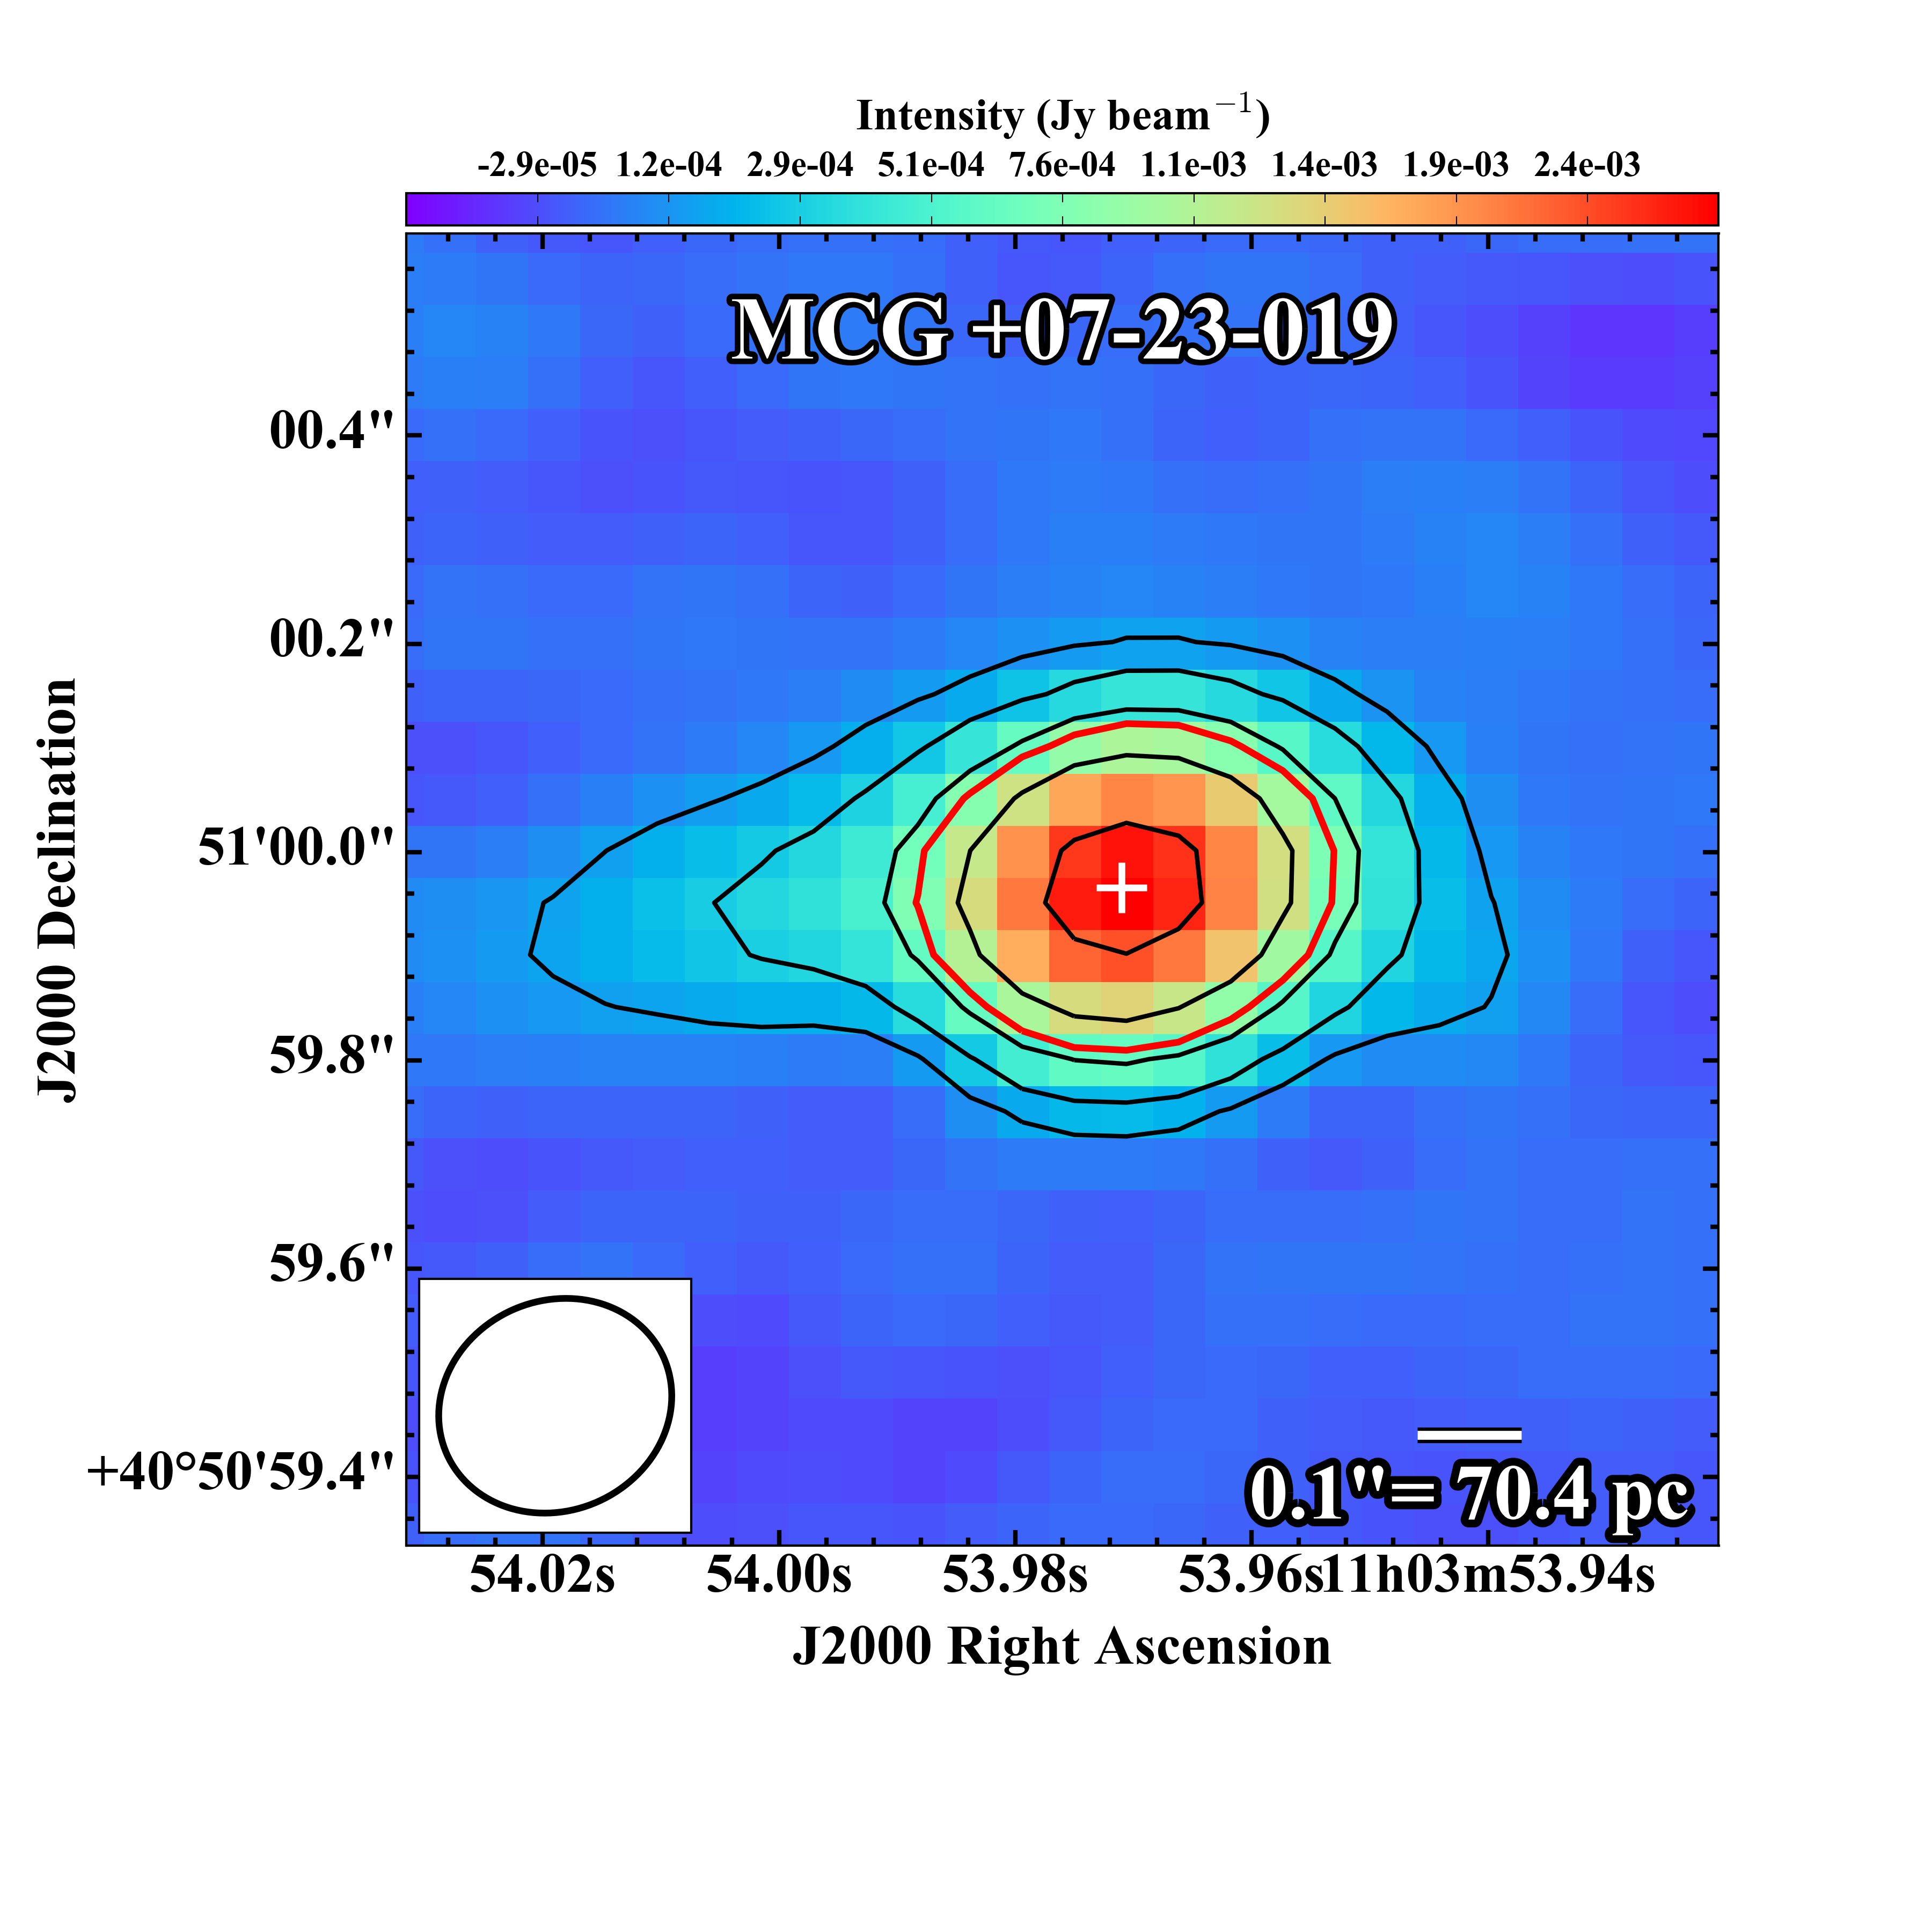 Intensity (Jy beam−1)
-2.9e-05 1.2e-04 2.9e-04 5.1e-04 7.6e-04 1.1e-03 1.4e-03 1.9e-03 2.4e-03
MCG +07-23-019
00.4"
00.2"
51'00.0"
59.8"
59.6"
+40°50'59.4"
J2000 Declination
0.1"= 70.4 pc
54.02s 54.00s 53.98s 53.96s11h03m53.94s
J2000 Right Ascension